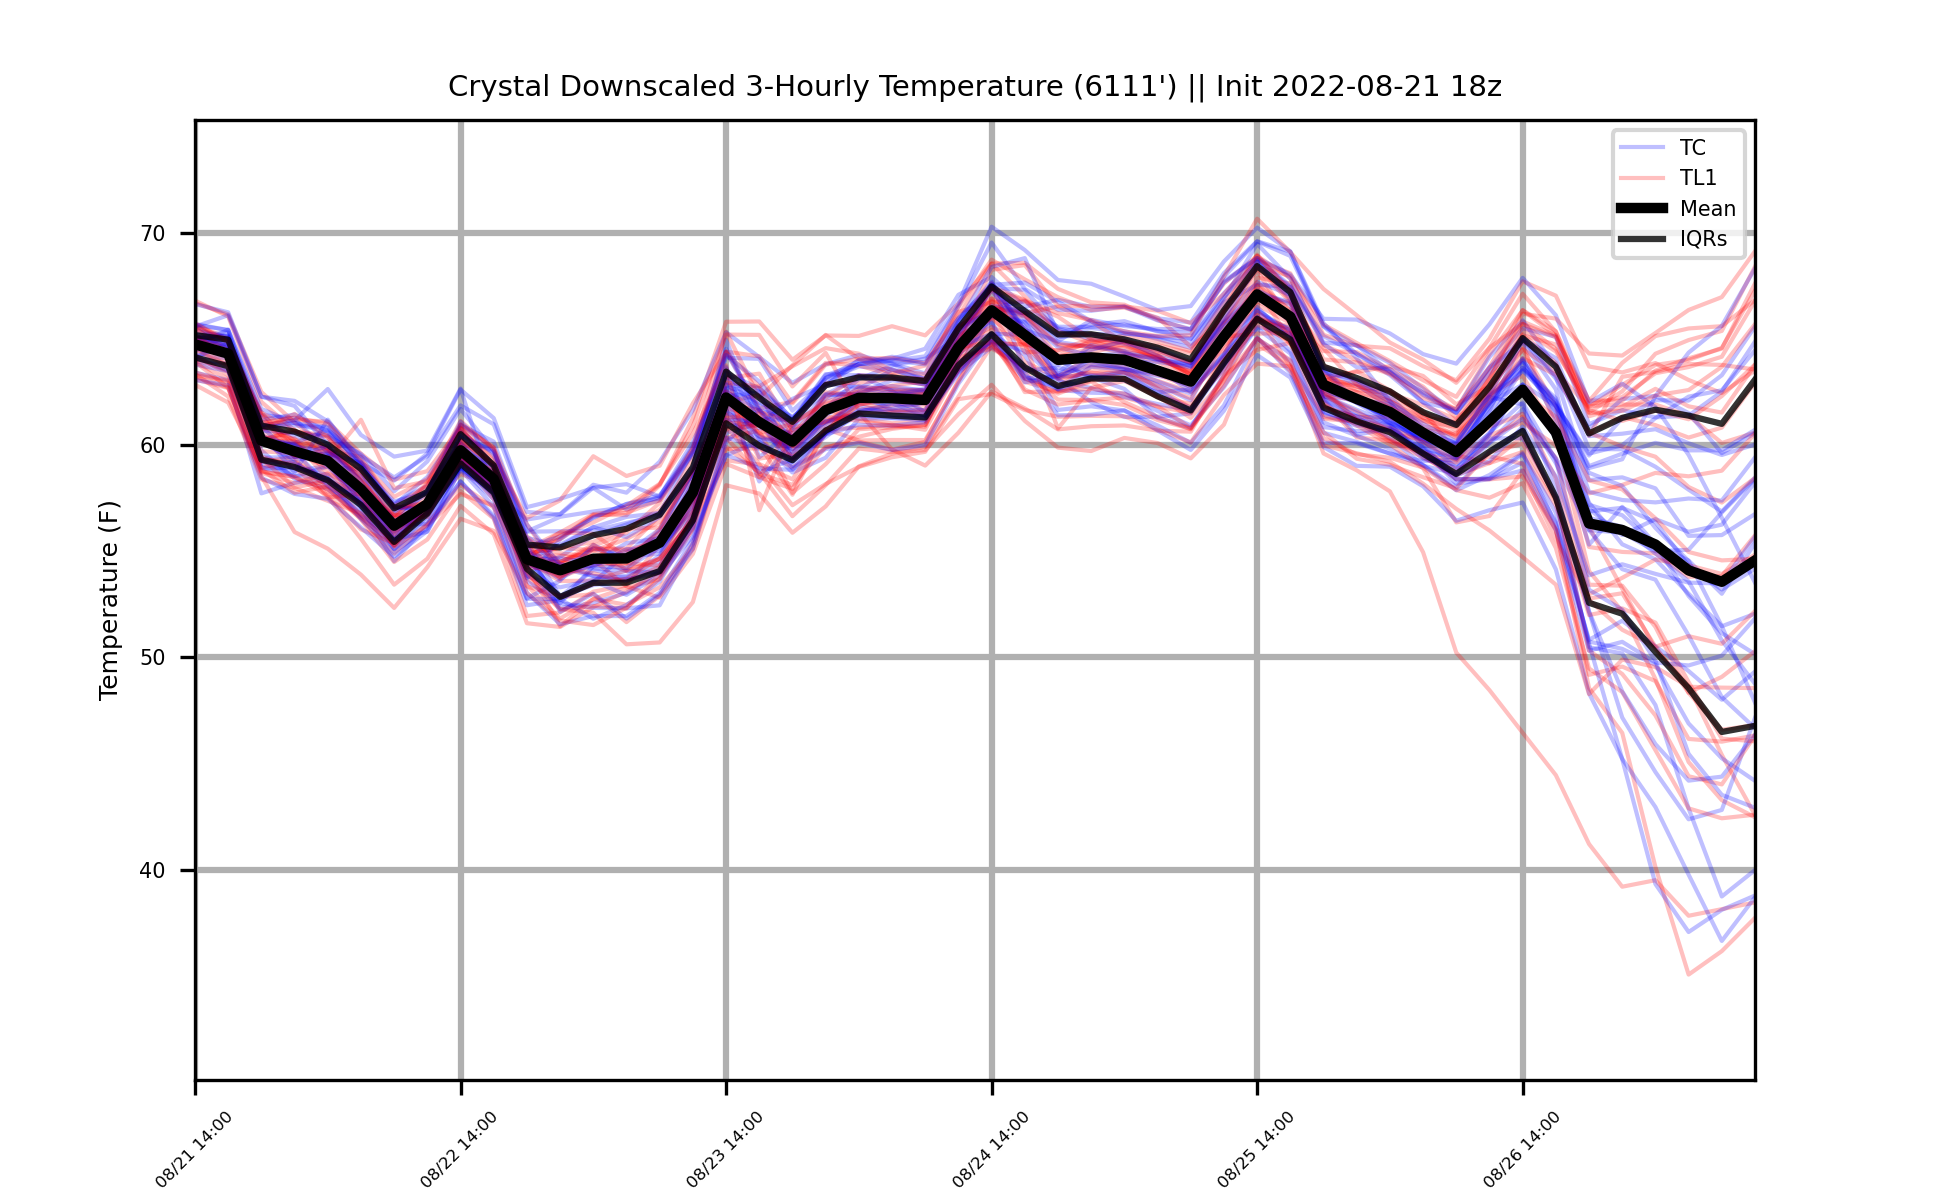 Crystal Downscaled 3-Hourly Temperature (6111') || Init 2022-08-21 18z
TC
TL1
Mean
IQRs
Temperature (F)
70
60
50
40
08/21 14:00
08/22 14:00
08/23 14:00
08/24 14:00
08/25 14:00
08/26 14:00